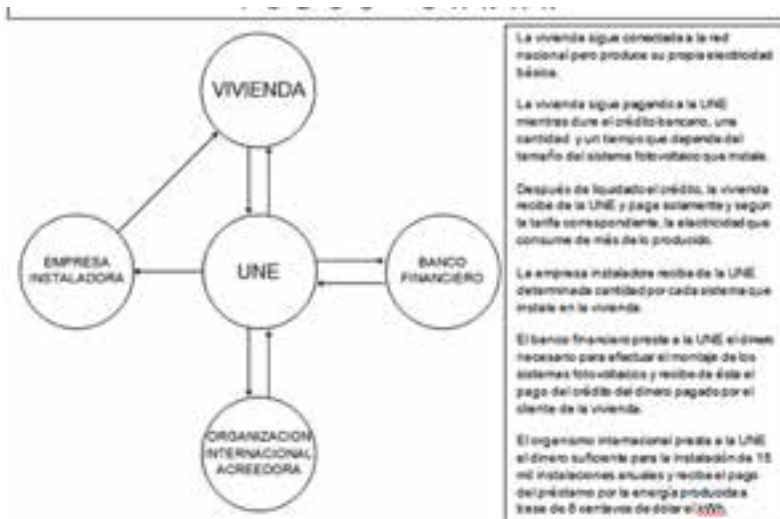 VIVIENDA
EMPRESA
INSTALADORA
UNE
BANCO
FINANCIERO
ORGANIZACION
INTERNACIONAL
ACREEDORA
La vivienda sigue conectada a la red
nacional pero produce su propia electricidad
básica.
La vivienda sigue pagando a la UNE
mientras dure el crédito bancario, una
cantidad y un tiempo que depende del
tamaño del sistema fotovoltaico que instale.
Después de liquidado el crédito, la vivienda
recibe de la UNE y paga solamente y según
la tarifa correspondiente, la electricidad que
consume de más de lo producido.
La empresa instaladora recibe de la UNE
determinada cantidad por cada sistema que
instale en la vivienda.
El banco financiero presta a la UNE el dinero
necesario para efectuar el montaje de los
sistemas fotovoltaicos y recibe de ésta el
pago del crédito del dinero pagado por el
cliente de la vivienda.
El organismo internacional presta a la UNE
el dinero suficiente para la instalación de 15
mil instalaciones anuales y recibe el pago
del préstamo por la energía producida a
base de 8 centavos de dólar el kWh.